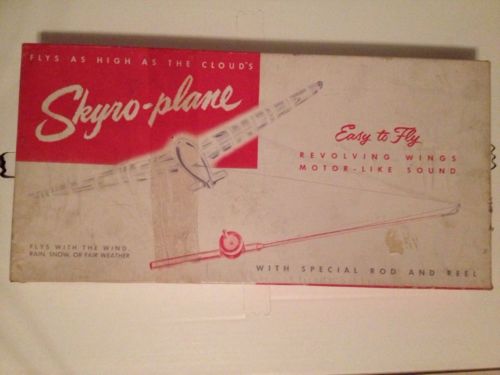 FLYS AS HIGH AS THE CLOUD'S
Skyro-plane
Easy to Fly
REVOLVING WINGS
MOTOR-LIKE SOUND
FLYS WITH THE WIND,
RAIN, SNOW, OR FAIR WEATHER
WITH SPECIAL ROD AND REEL